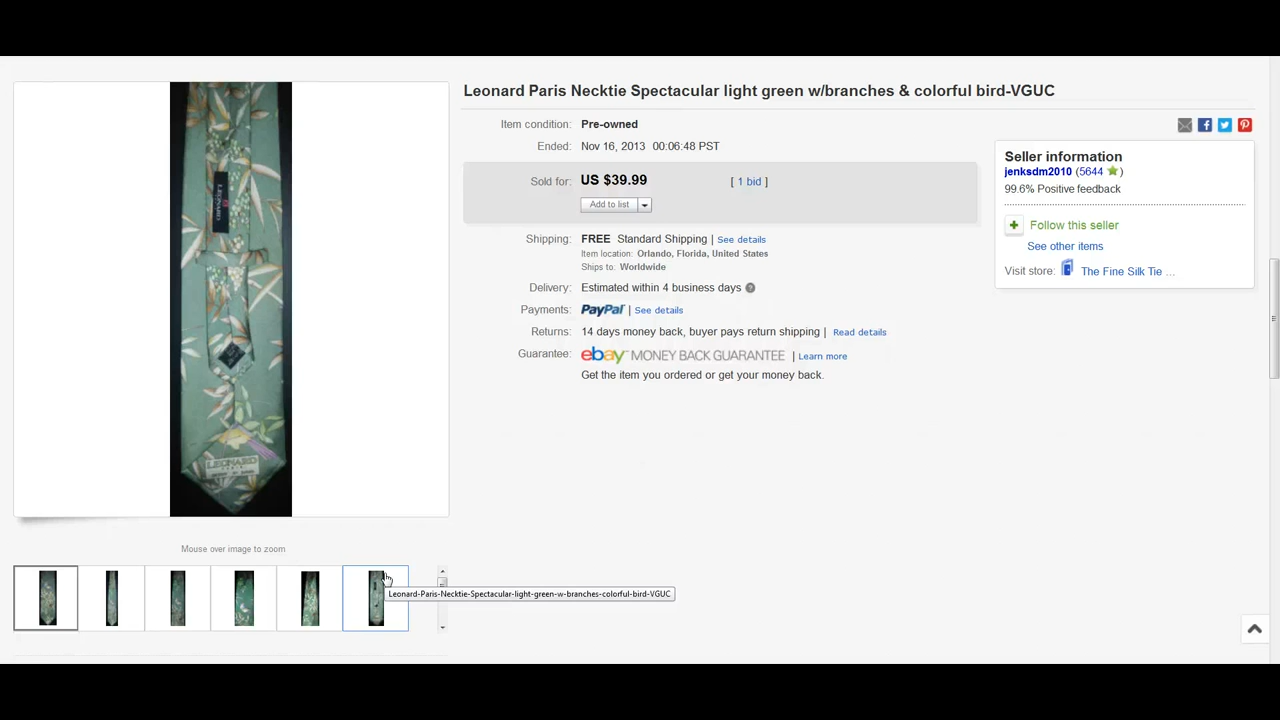 Leonard Paris Necktie Spectacular light green w/branches & colorful bird-VGUC
Item condition: Pre-owned
Ended: Nov 16, 2013 00:06:48 PST
Sold for: US $39.99 [ 1 bid ]
Add to list
Shipping: FREE Standard Shipping | See details
Item location: Orlando, Florida, United States
Ships to: Worldwide
Delivery: Estimated within 4 business days ?
Payments: PayPal | See details
Returns: 14 days money back, buyer pays return shipping | Read details
Guarantee: ebay MONEY BACK GUARANTEE | Learn more
Get the item you ordered or get your money back.
Seller information
jenksdm2010 (5644 )
99.6% Positive feedback
Follow this seller
See other items
Visit store: The Fine Silk Tie ...
LEONARD
LEONARD
Mouse over image to zoom
Leonard-Paris-Necktie-Spectacular-light-green-w-branches-colorful-bird-VGUC